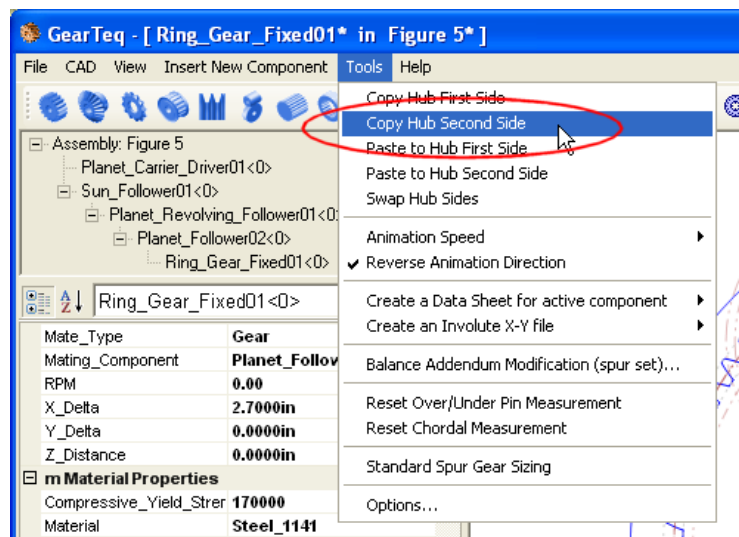 GearTeq - [ Ring_Gear_Fixed01* in Figure 5* ]
File CAD View Insert New Component Tools Help
Copy Hub First Side
Copy Hub Second Side
Paste to Hub First Side
Paste to Hub Second Side
Swap Hub Sides
Animation Speed
Reverse Animation Direction
Create a Data Sheet for active component
Create an Involute X-Y file
Balance Addendum Modification (spur set)...
Reset Over/Under Pin Measurement
Reset Chordal Measurement
Standard Spur Gear Sizing
Options...
Assembly: Figure 5
Planet_Carrier_Driver01<0>
Sun_Follower01<0>
Planet_Revolving_Follower01<0
Planet_Follower02<0>
Ring_Gear_Fixed01<0>
Ring_Gear_Fixed01<0>
Mate_Type Gear
Mating_Component Planet_Follow
RPM 0.00
X_Delta 2.7000in
Y_Delta 0.0000in
Z_Distance 0.0000in
m Material Properties
Compressive_Yield_Strer 170000
Material Steel_1141